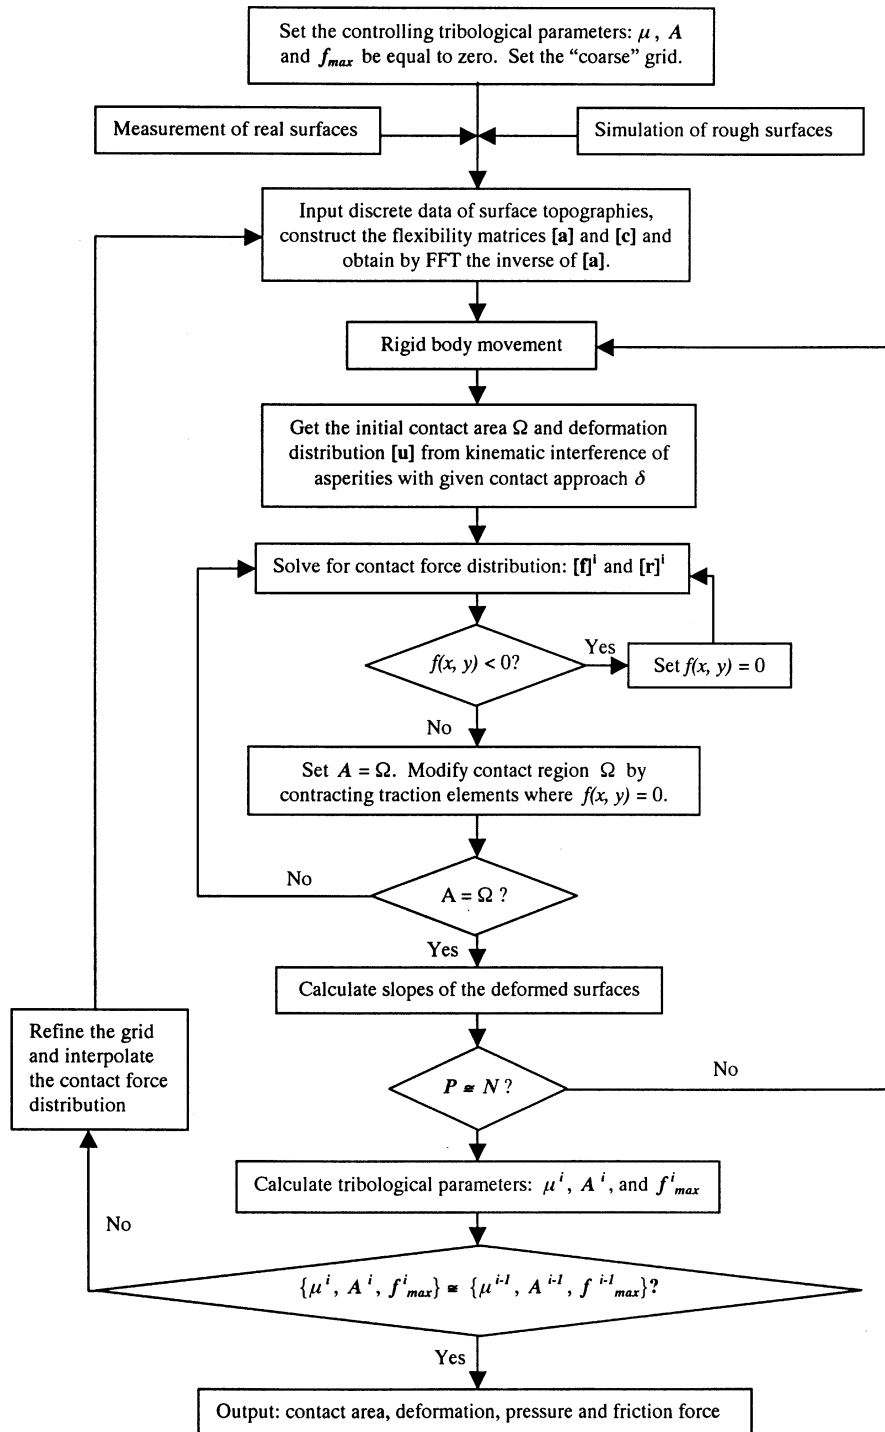 Set the controlling tribological parameters: μ, A
and f_max be equal to zero. Set the “coarse” grid.
Measurement of real surfaces
Simulation of rough surfaces
Input discrete data of surface topographies,
construct the flexibility matrices [a] and [c] and
obtain by FFT the inverse of [a].
Rigid body movement
Get the initial contact area Ω and deformation
distribution [u] from kinematic interference of
asperities with given contact approach δ
Solve for contact force distribution: [f]^i and [r]^i
f(x, y) < 0?
Yes
Set f(x, y) = 0
No
Set A = Ω. Modify contact region Ω by
contracting traction elements where f(x, y) = 0.
No
A = Ω ?
Yes
Calculate slopes of the deformed surfaces
Refine the grid
and interpolate
the contact force
distribution
P ≅ N ?
No
Calculate tribological parameters: μ^i, A^i, and f^i_max
No
{μ^i, A^i, f^i_max} ≅ {μ^i-1, A^i-1, f^i-1_max}?
Yes
Output: contact area, deformation, pressure and friction force